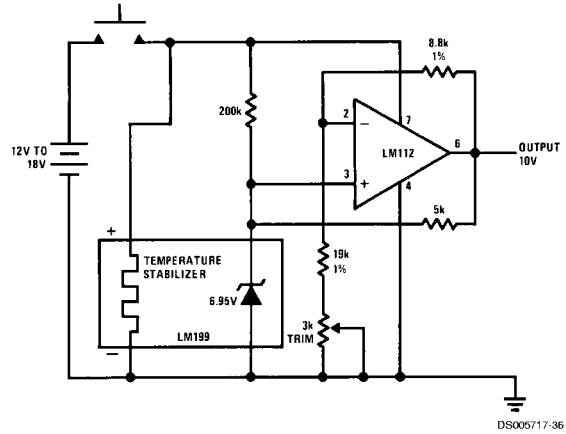 8.8k
1%
200k
2
7
12V TO
18V
−
LM112
6
OUTPUT
10V
3
+
4
5k
+
TEMPERATURE
STABILIZER
19k
1%
6.95V
3k
TRIM
LM199
−
DS005717-36